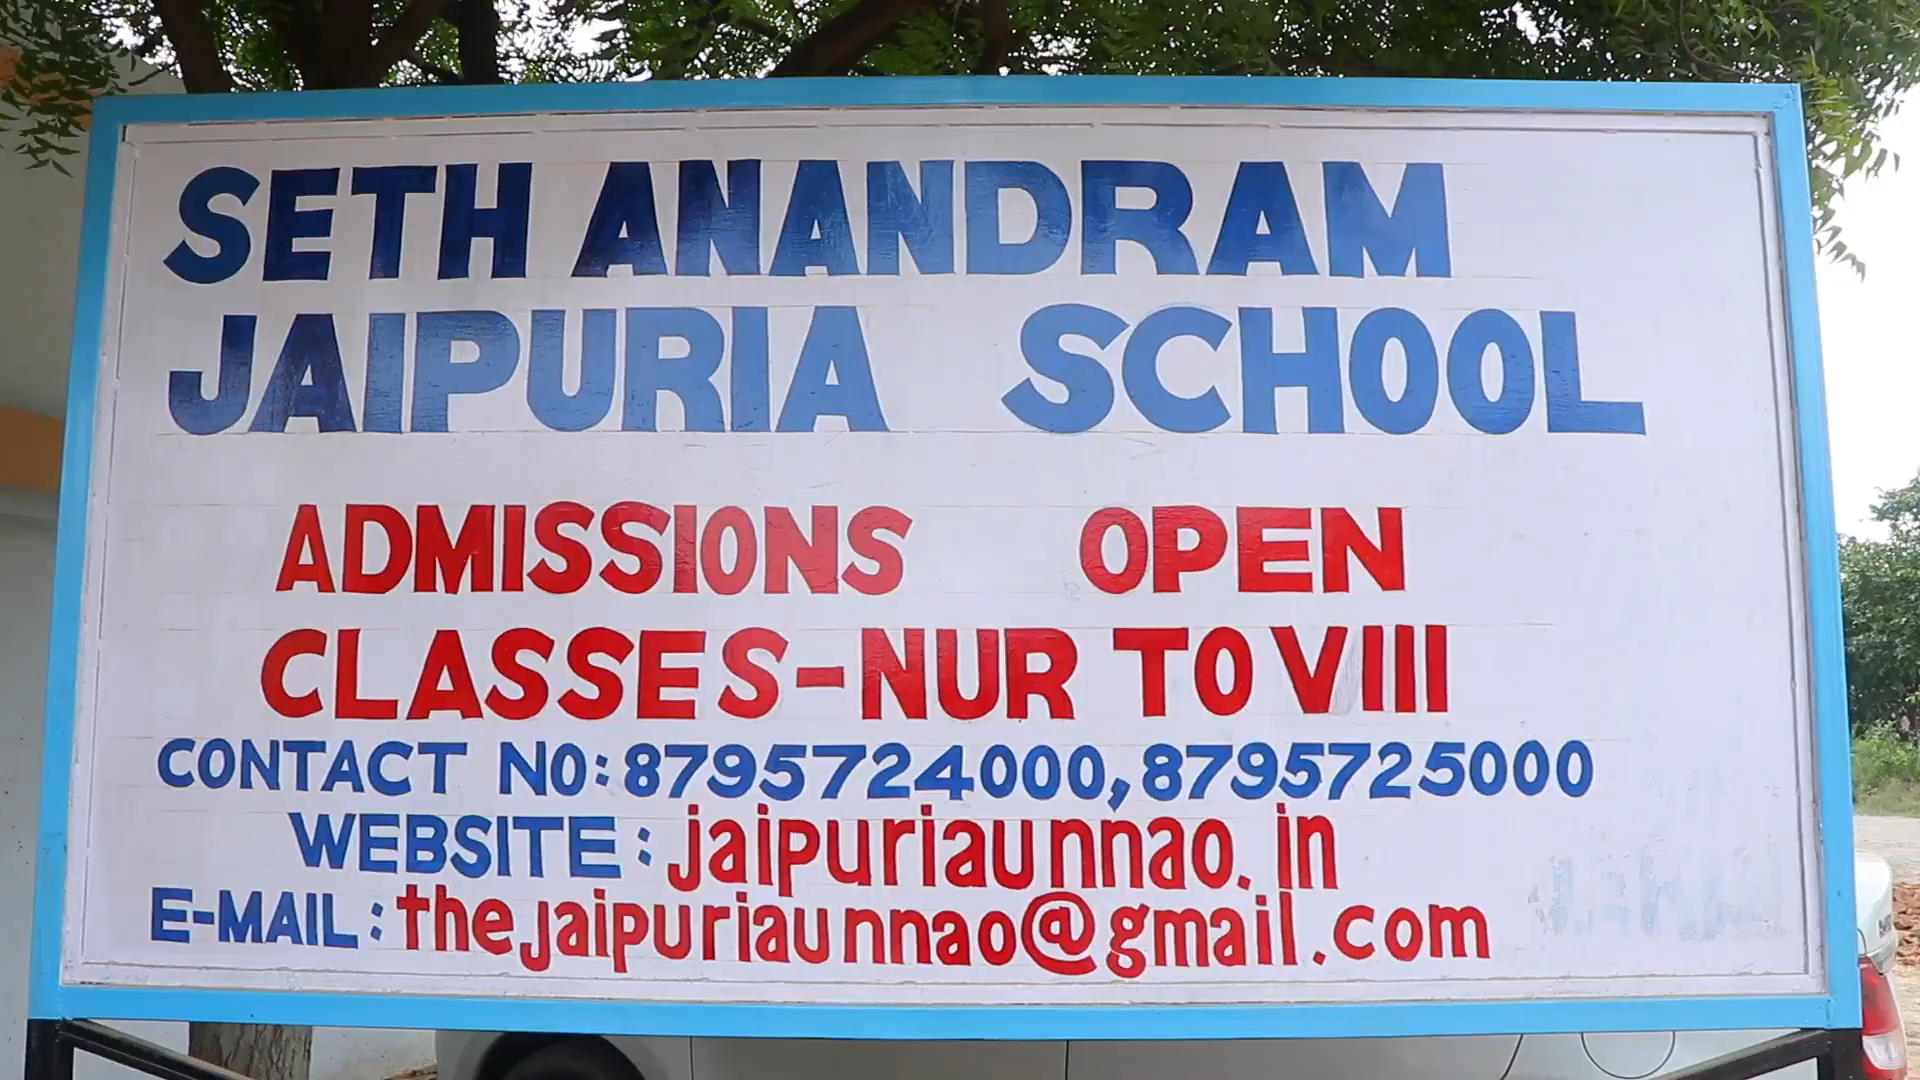 SETH ANANDRAM
JAIPURIA SCHOOL
ADMISSIONS OPEN
CLASSES-NUR TO VIII
CONTACT NO:8795724000,8795725000
WEBSITE: jaipuriaunnao.in
E-MAIL: thejaipuriaunnao@gmail.com